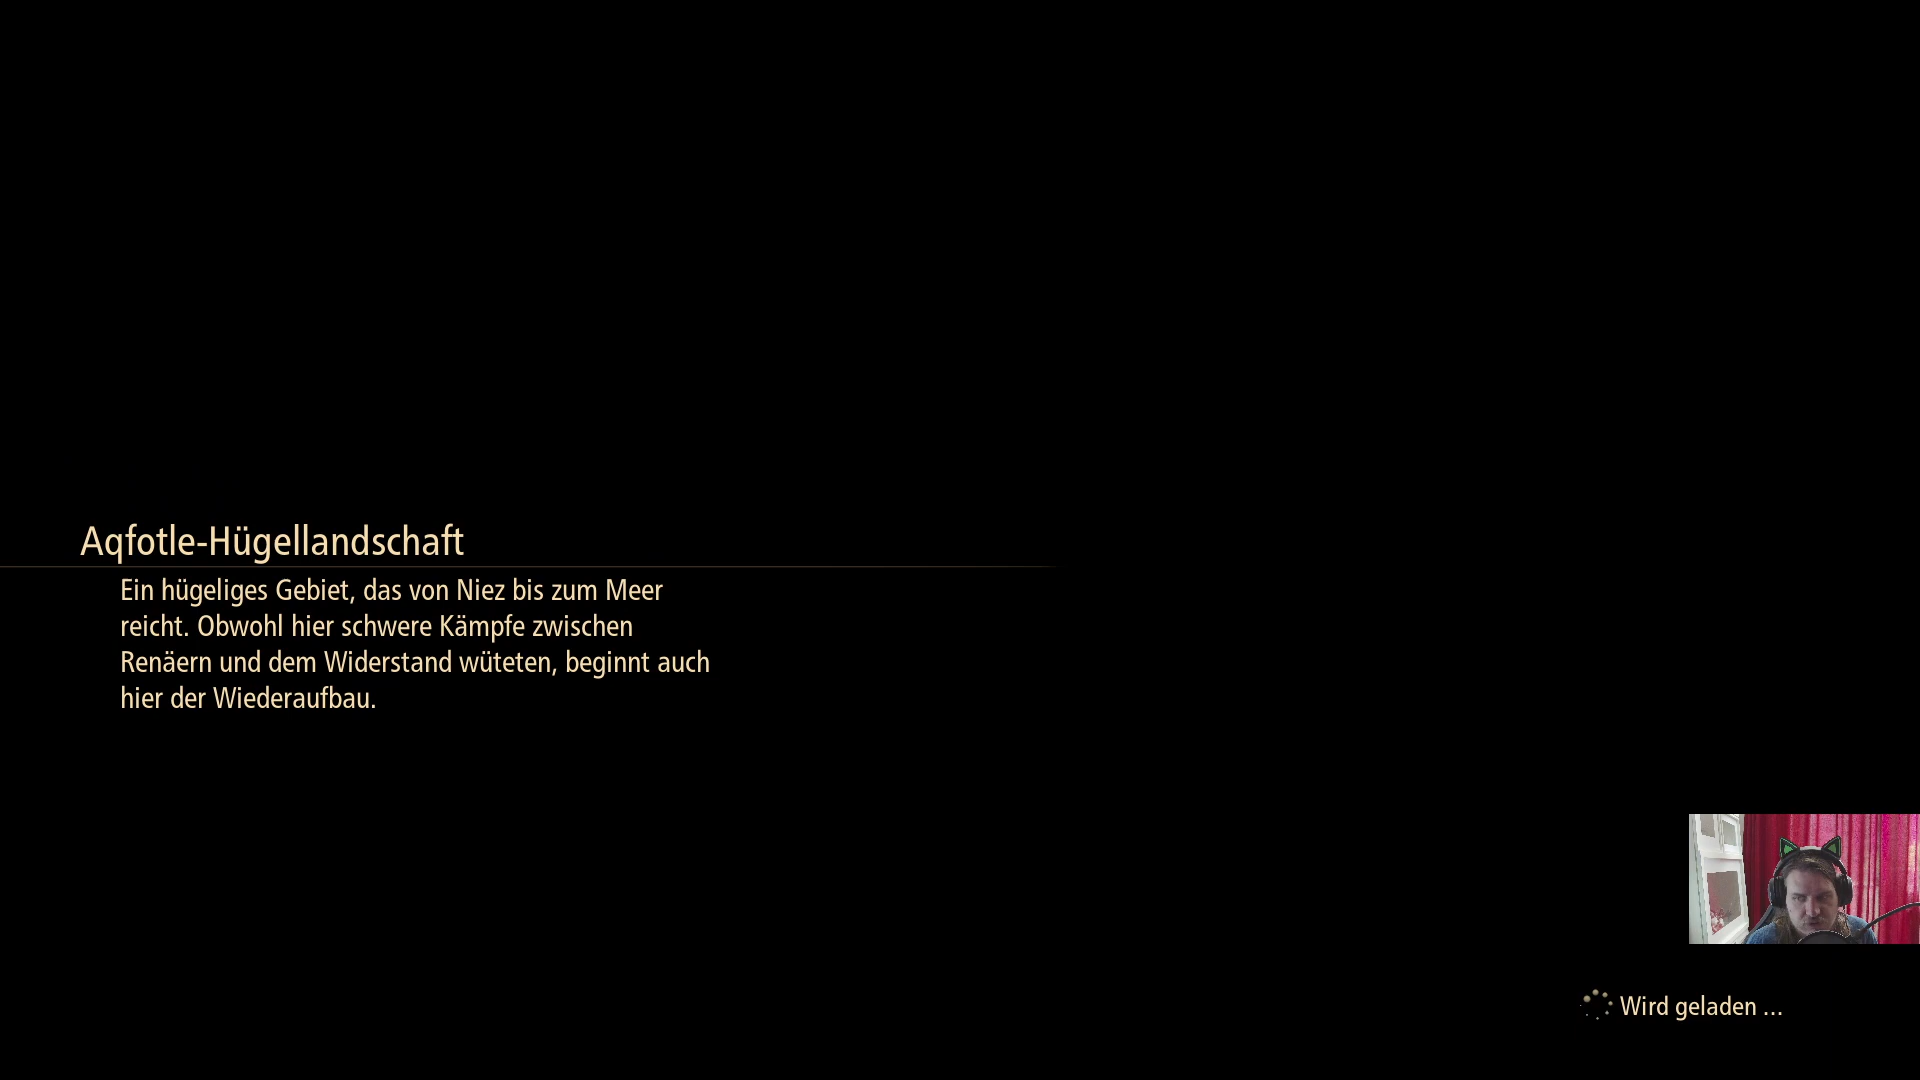 Aqfotle-Hügellandschaft
Ein hügeliges Gebiet, das von Niez bis zum Meer
reicht. Obwohl hier schwere Kämpfe zwischen
Renäern und dem Widerstand wüteten, beginnt auch
hier der Wiederaufbau.
Wird geladen ...